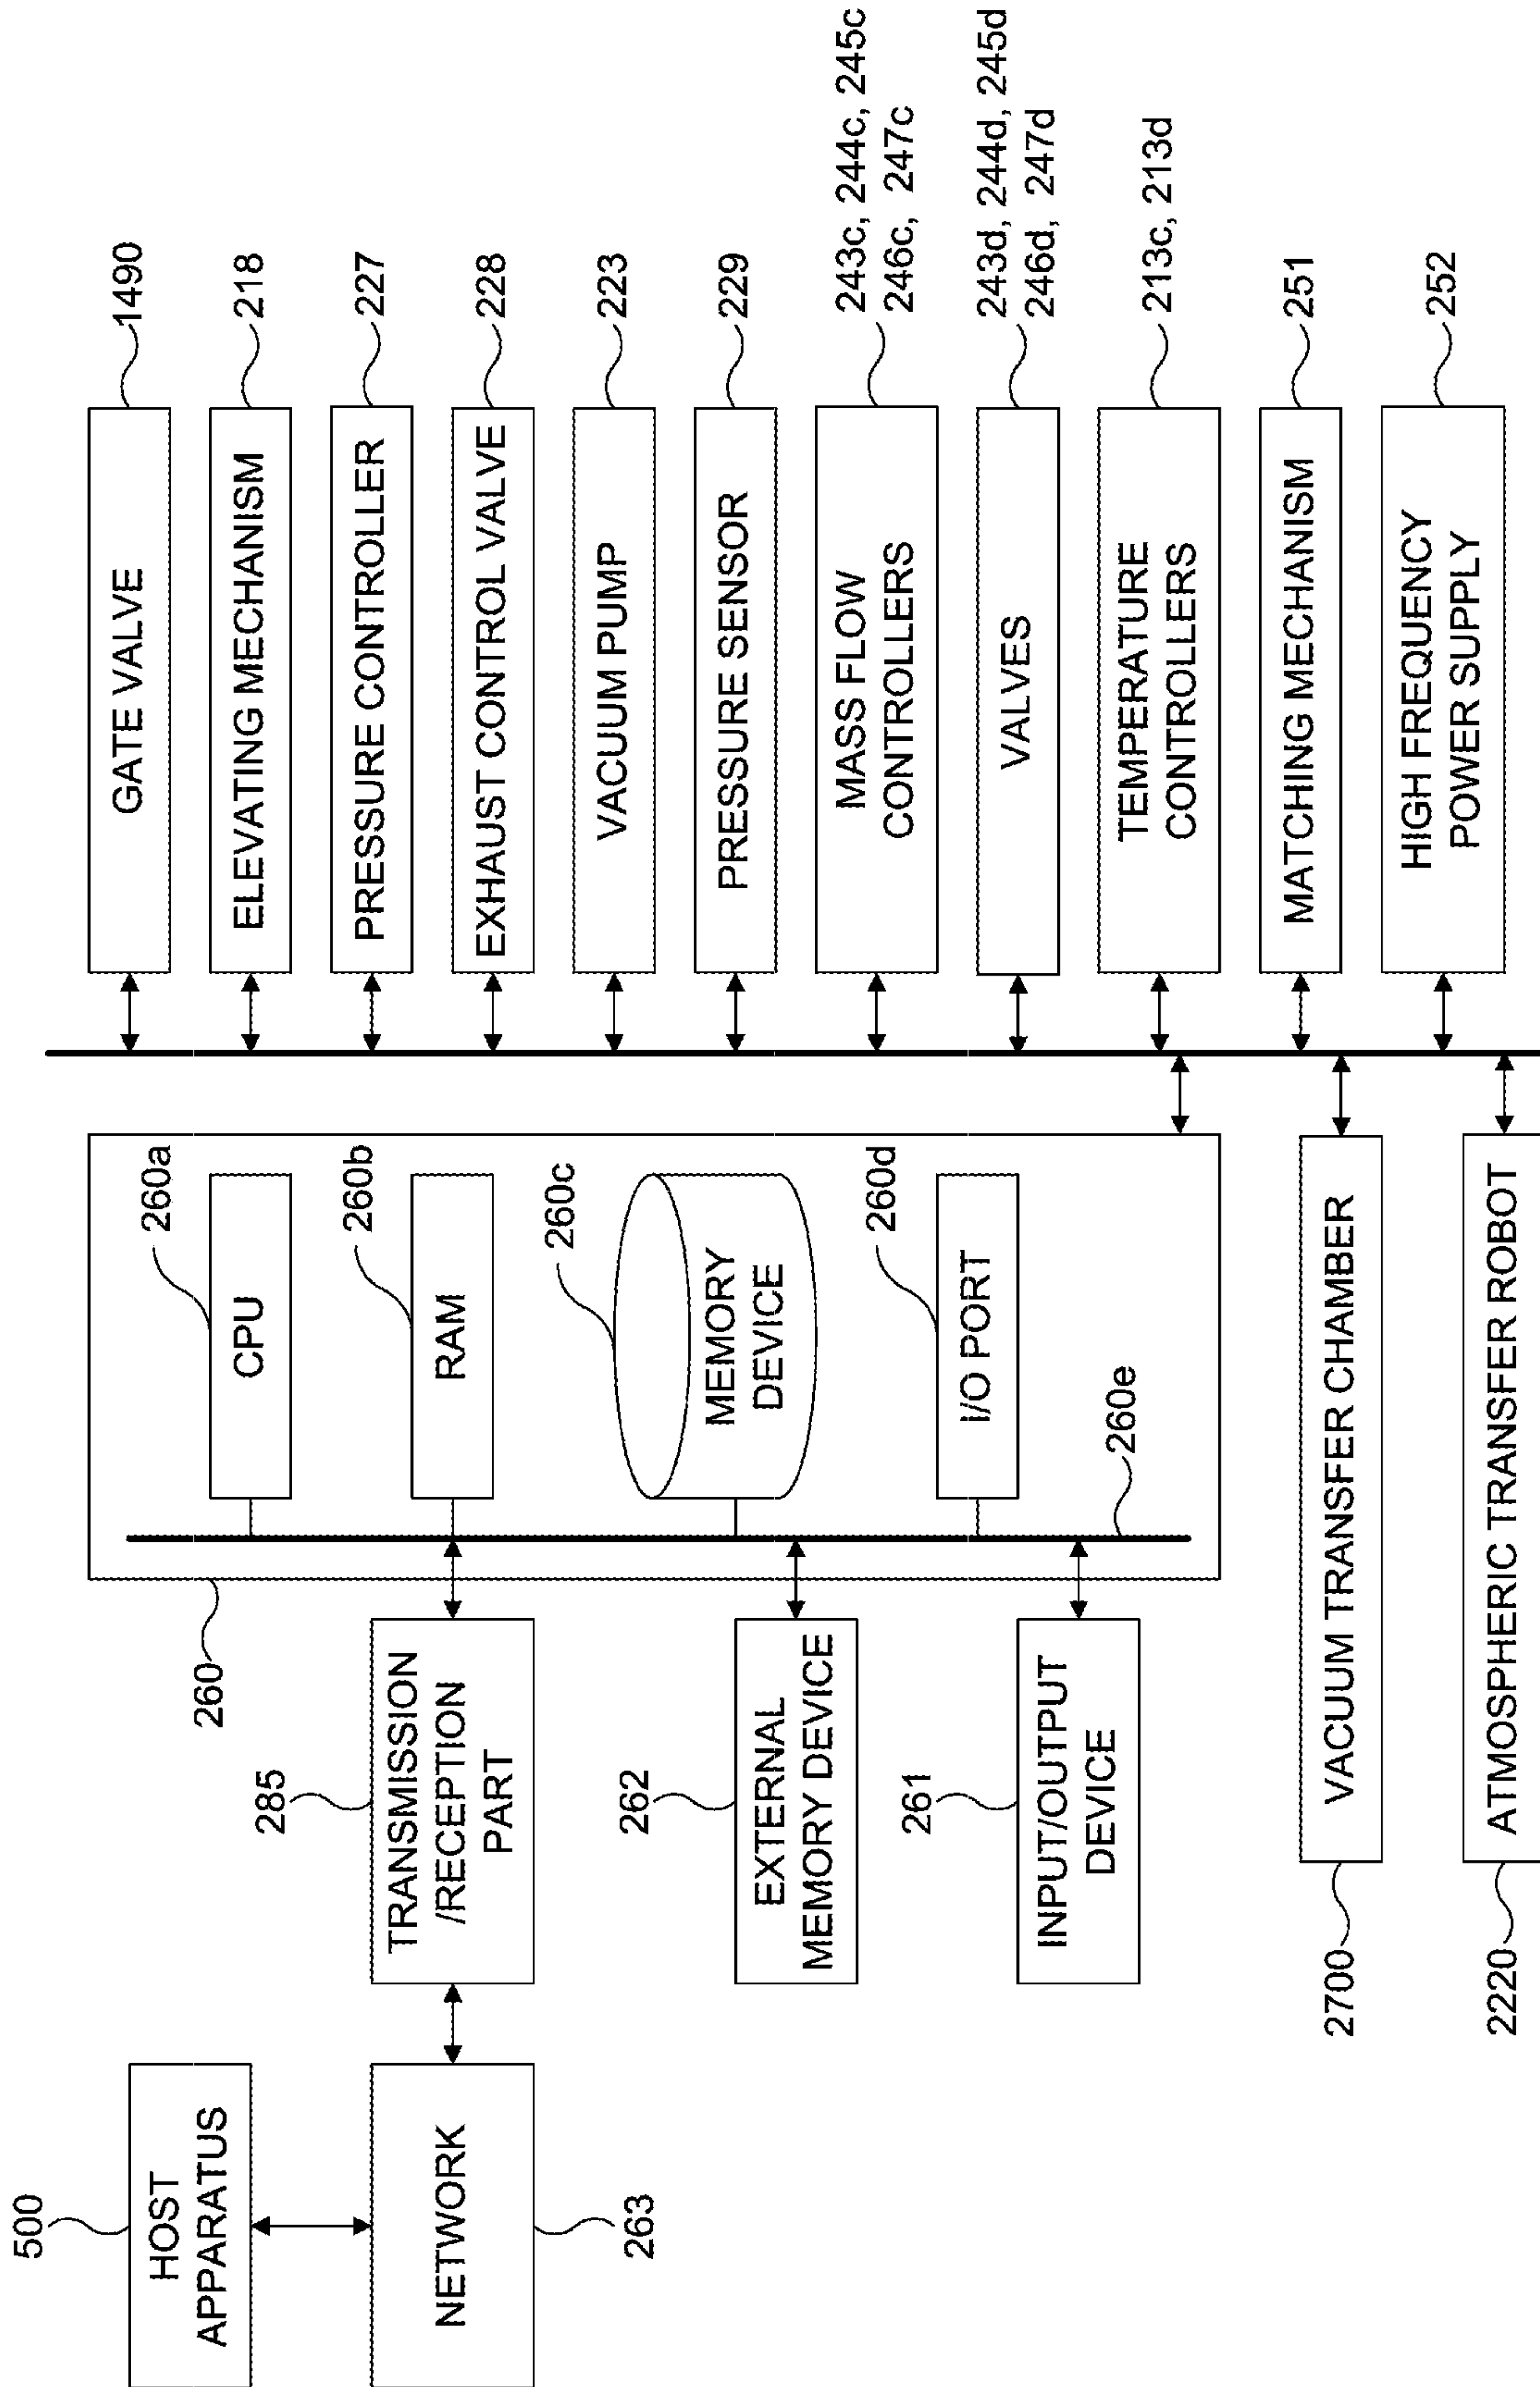 500
HOST
APPARATUS
NETWORK
263
285
TRANSMISSION
/RECEPTION
PART
262
EXTERNAL
MEMORY DEVICE
261
INPUT/OUTPUT
DEVICE
2700
VACUUM TRANSFER CHAMBER
2220
ATMOSPHERIC TRANSFER ROBOT
260
CPU
260a
RAM
260b
MEMORY
DEVICE
260c
I/O PORT
260d
260e
GATE VALVE
1490
ELEVATING MECHANISM
218
PRESSURE CONTROLLER
227
EXHAUST CONTROL VALVE
228
VACUUM PUMP
223
PRESSURE SENSOR
229
MASS FLOW
CONTROLLERS
243c, 244c, 245c
246c, 247c
VALVES
243d, 244d, 245d
246d, 247d
TEMPERATURE
CONTROLLERS
213c, 213d
MATCHING MECHANISM
251
HIGH FREQUENCY
POWER SUPPLY
252